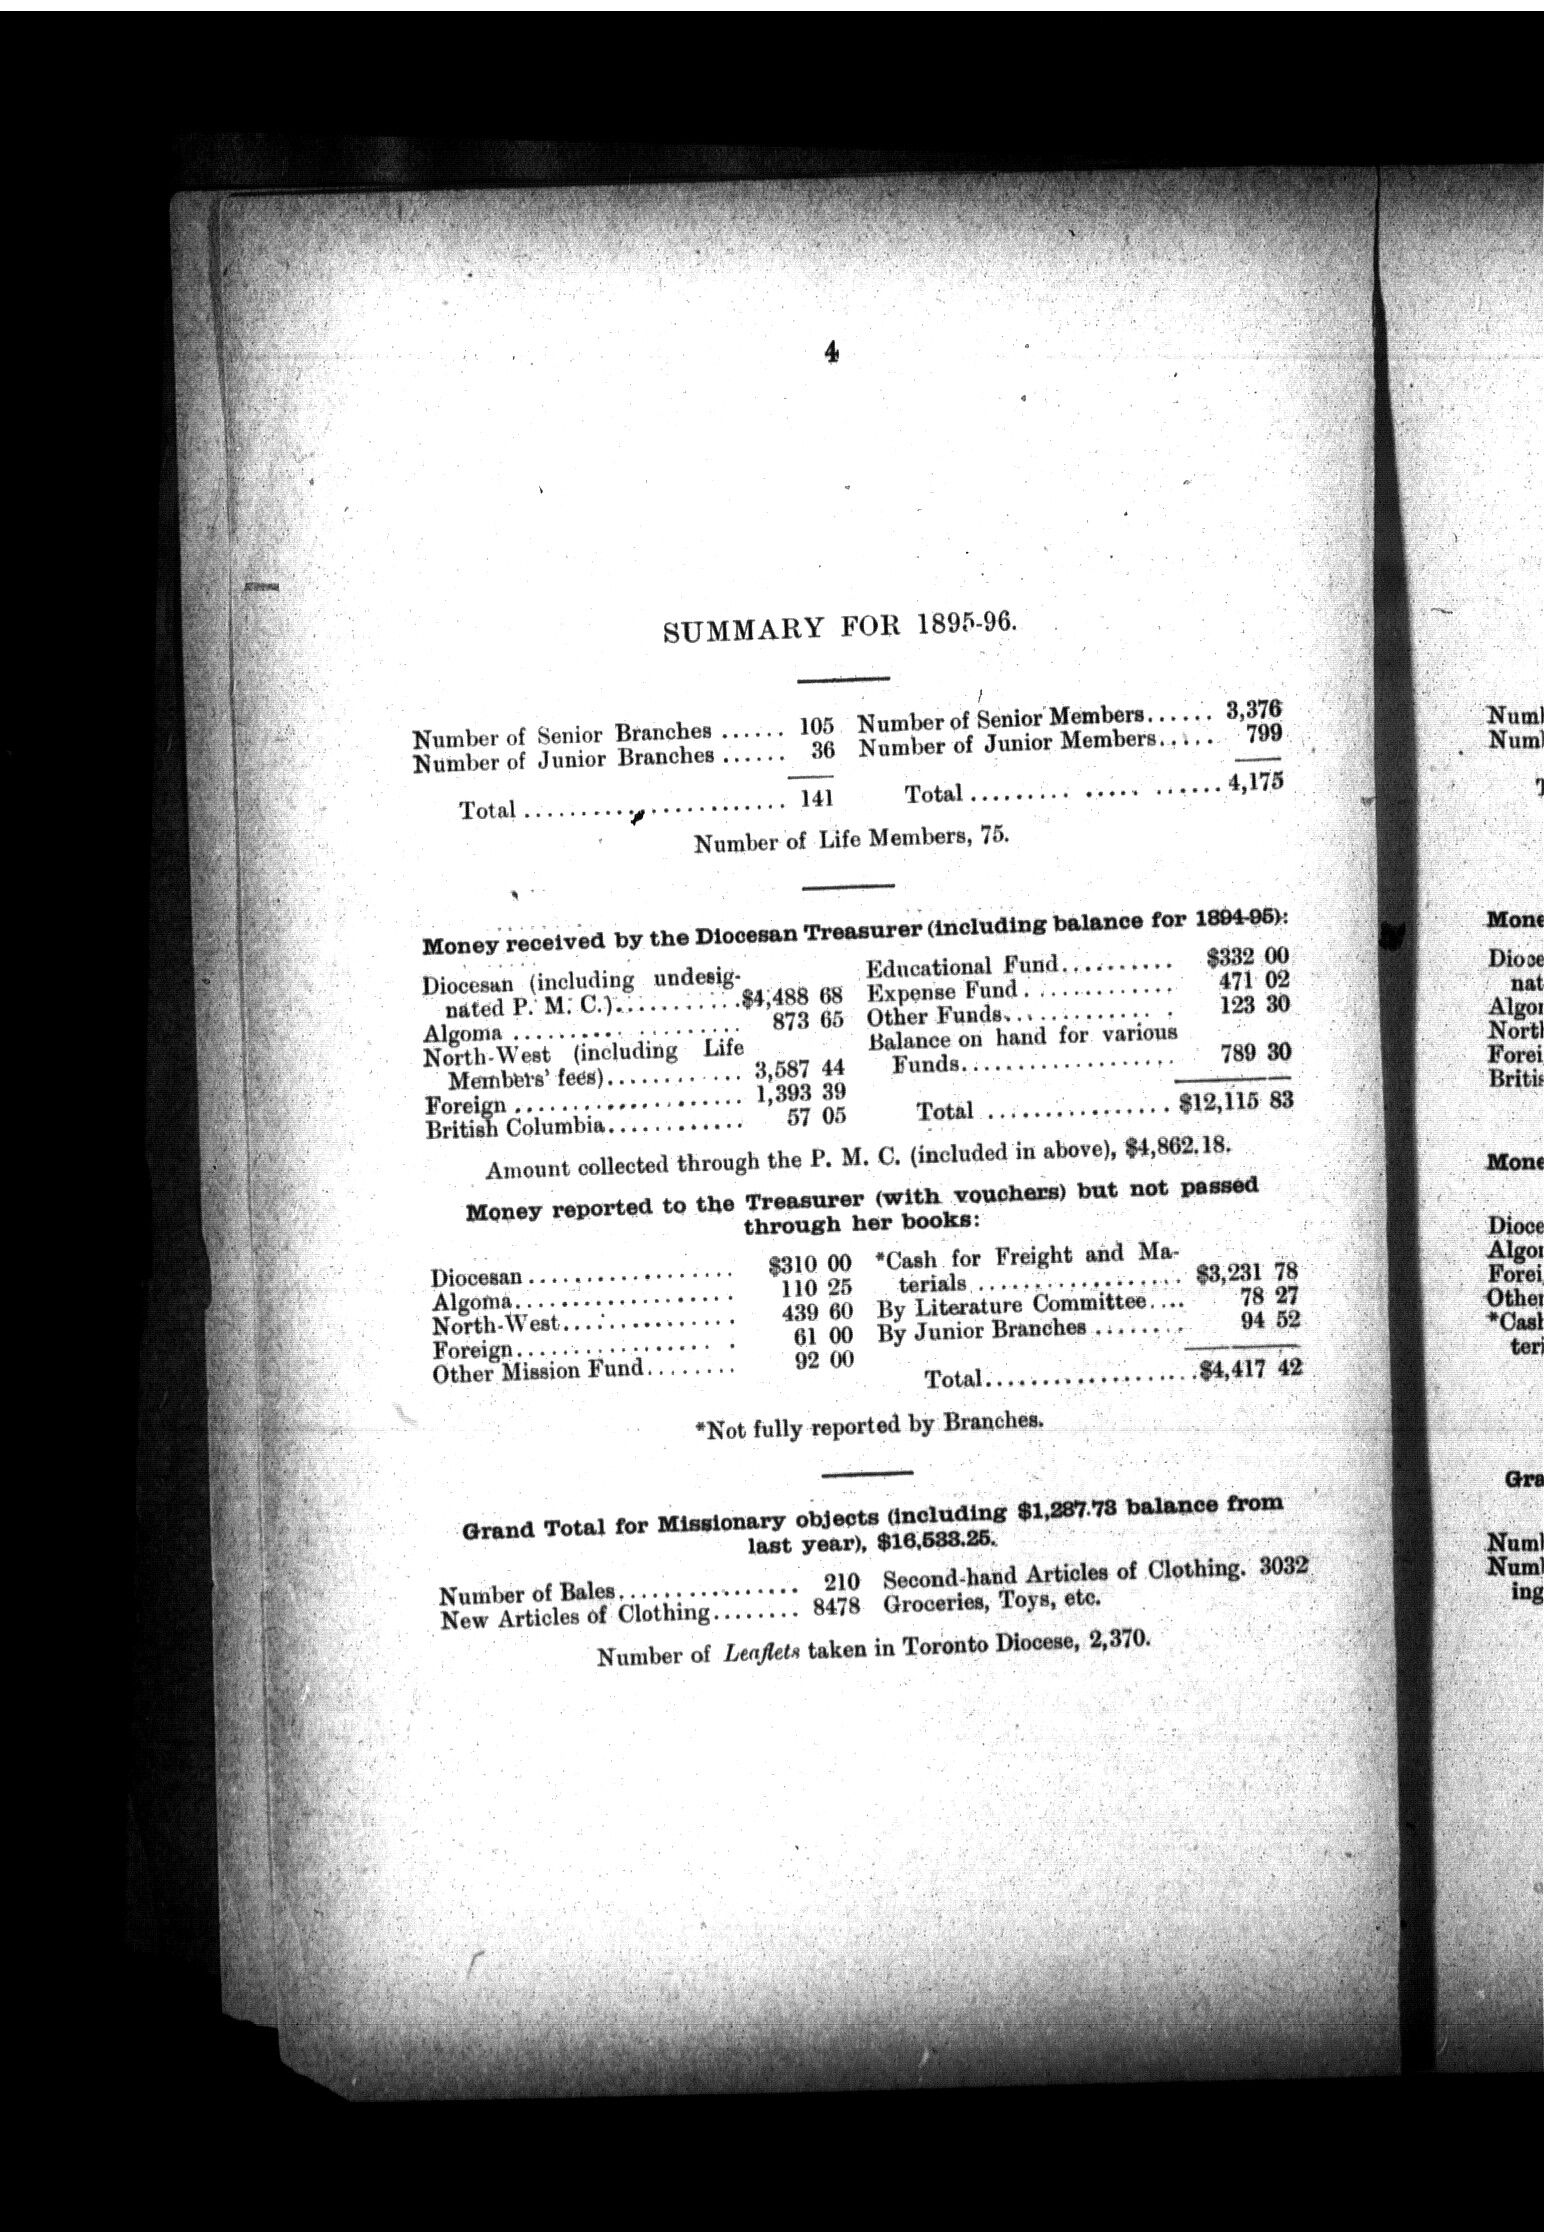 4
SUMMARY FOR 1895-96.
Number of Senior Branches ...... 105 Number of Senior Members...... 3,376
Number of Junior Branches ...... 36 Number of Junior Members..... 799
Total ....................... 141 Total ......... ..... ...... 4,175
Number of Life Members, 75.
Money received by the Diocesan Treasurer (including balance for 1894-95):
Diocesan (including undesig-
nated P. M. C.)...........$4,488 68
Algoma .................... 873 65
North-West (including Life
Members' fees)............ 3,587 44
Foreign .................... 1,393 39
British Columbia............ 57 05
Educational Fund.......... $332 00
Expense Fund ............. 471 02
Other Funds.............. 123 30
Balance on hand for various
Funds................... 789 30
Total ................ $12,115 83
Amount collected through the P. M. C. (included in above), $4,862.18.
Money reported to the Treasurer (with vouchers) but not passed
through her books:
Diocesan .................. $310 00
Algoma................... 110 25
North-West............... 439 60
Foreign.................. 61 00
Other Mission Fund........ 92 00
*Cash for Freight and Ma-
terials .................. $3,231 78
By Literature Committee.... 78 27
By Junior Branches ........ 94 52
Total...................$4,417 42
*Not fully reported by Branches.
Grand Total for Missionary objects (including $1,287.73 balance from
last year), $16,533.25.
Number of Bales................ 210 Second-hand Articles of Clothing. 3032
New Articles of Clothing........ 8478 Groceries, Toys, etc.
Number of Leaflets taken in Toronto Diocese, 2,370.